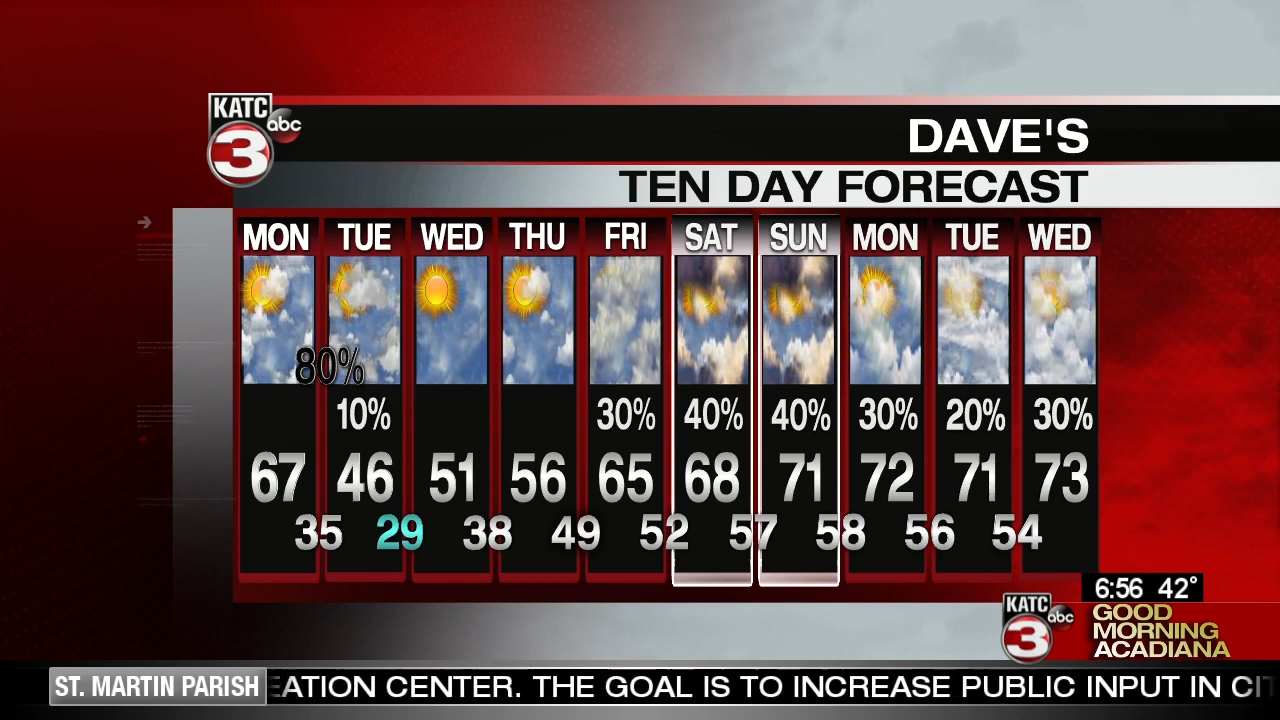 KATC
abc
3
DAVE'S
TEN DAY FORECAST
MON TUE WED THU FRI SAT SUN MON TUE WED
80%
10% 30% 40% 40% 30% 20% 30%
67 46 51 56 65 68 71 72 71 73
35 29 38 49 52 57 58 56 54
6:56 42°
KATC
abc
3
GOOD
MORNING
ACADIANA
ST. MARTIN PARISH EATION CENTER. THE GOAL IS TO INCREASE PUBLIC INPUT IN CIT